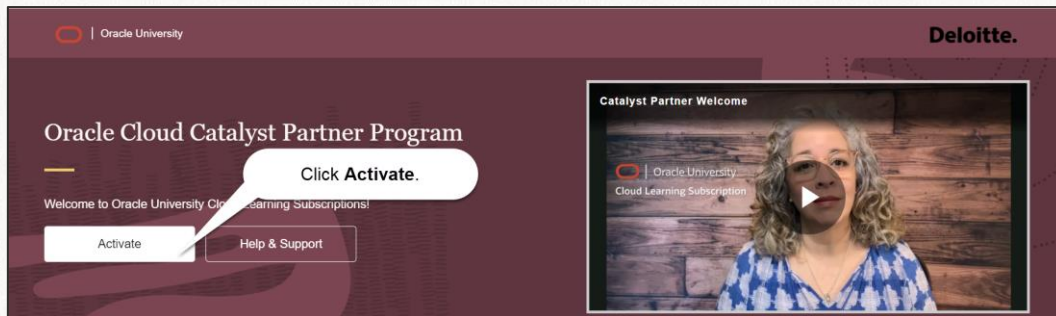 Oracle University
Deloitte.
Catalyst Partner Welcome
Oracle Cloud Catalyst Partner Program
Click Activate.
Oracle University
Cloud Learning Subscription
Welcome to Oracle University Cl Learning Subscriptions!
Activate
Help & Support